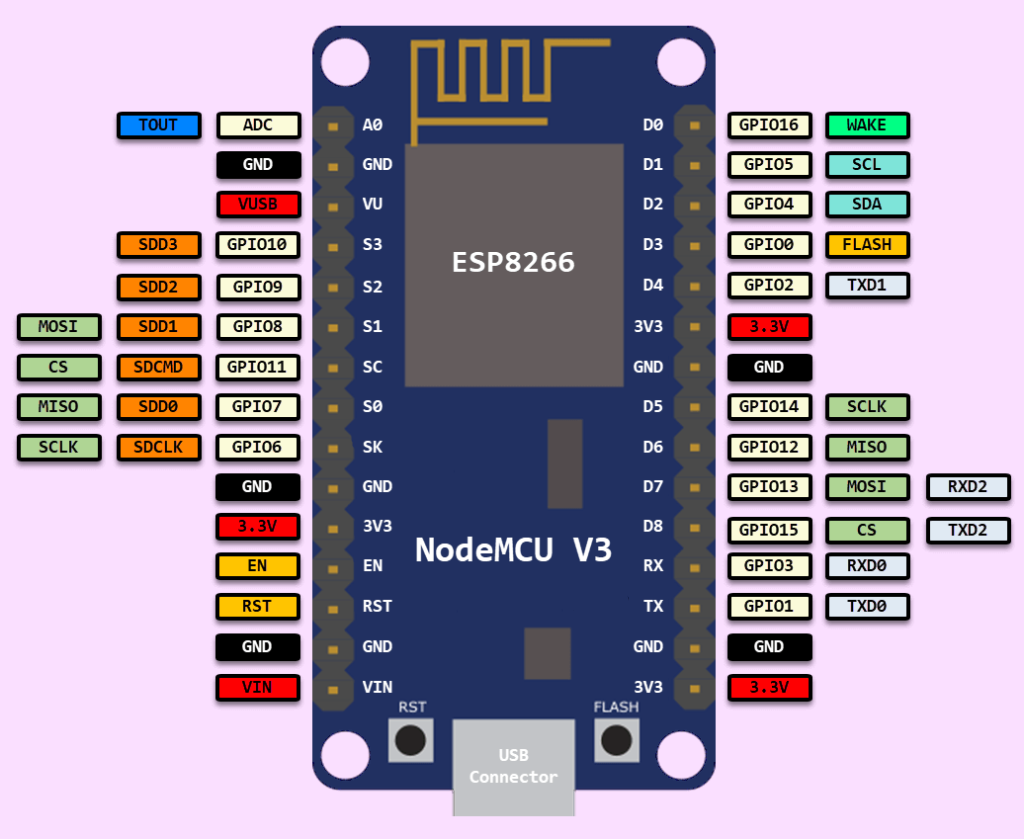 TOUT ADC A0 D0 GPIO16 WAKE
GND GND D1 GPIO5 SCL
VUSB VU D2 GPIO4 SDA
SDD3 GPIO10 S3 D3 GPIO0 FLASH
SDD2 GPIO9 S2 D4 GPIO2 TXD1
MOSI SDD1 GPIO8 S1 3V3 3.3V
CS SDCMD GPIO11 SC GND GND
MISO SDD0 GPIO7 S0 D5 GPIO14 SCLK
SCLK SDCLK GPIO6 SK D6 GPIO12 MISO
GND GND D7 GPIO13 MOSI RXD2
3.3V 3V3 D8 GPIO15 CS TXD2
EN EN RX GPIO3 RXD0
RST RST TX GPIO1 TXD0
GND GND GND GND
VIN VIN 3V3 3.3V
ESP8266
NodeMCU V3
RST FLASH
USB
Connector